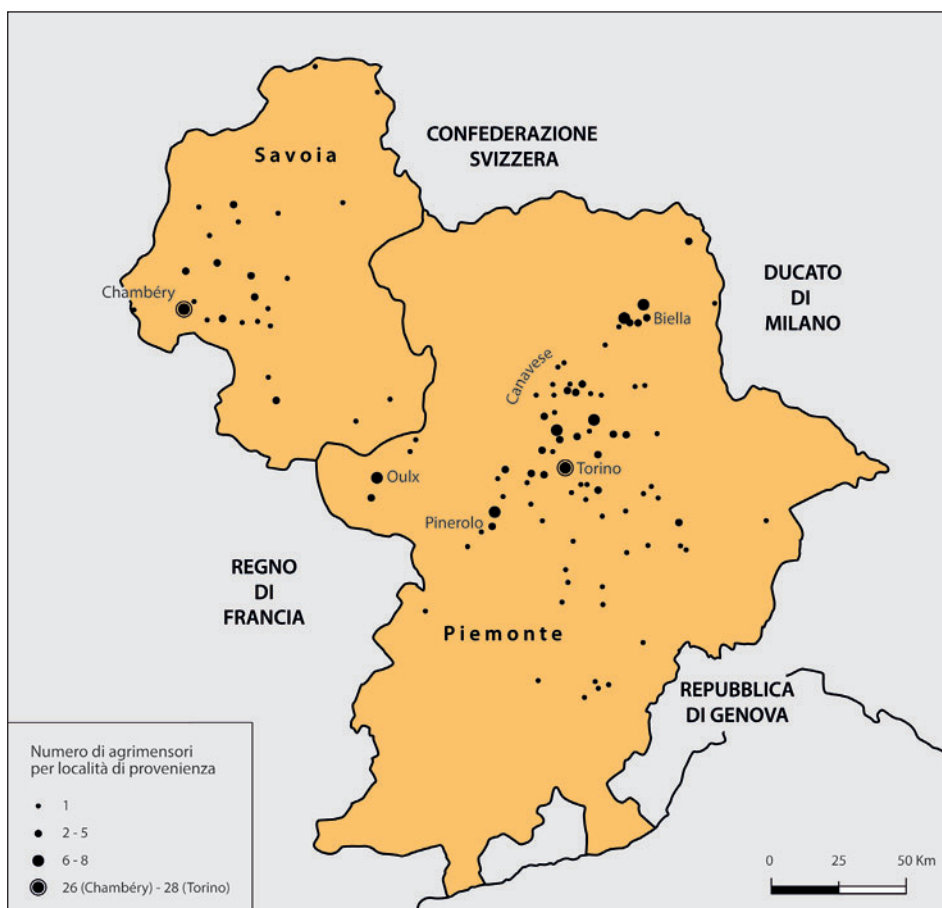 CONFEDERAZIONE
SVIZZERA
Savoia
DUCATO
DI
MILANO
Chambéry
Biella
Canavese
Torino
Oulx
Pinerolo
REGNO
DI
FRANCIA
Piemonte
REPUBBLICA
DI GENOVA
Numero di agrimensori
per località di provenienza
1
2 - 5
6 - 8
26 (Chambéry) - 28 (Torino)
0 25 50 Km